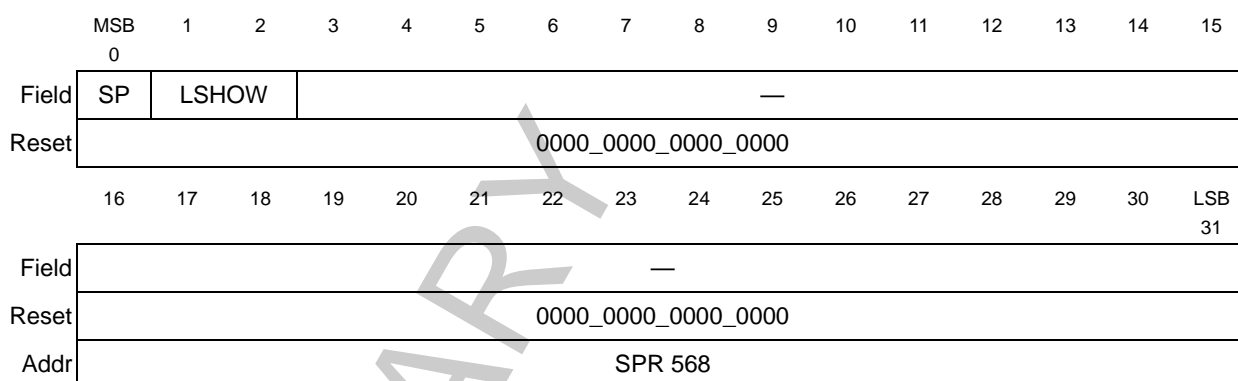 MSB 1 2 3 4 5 6 7 8 9 10 11 12 13 14 15
0
Field SP LSHOW —
Reset 0000_0000_0000_0000
16 17 18 19 20 21 22 23 24 25 26 27 28 29 30 LSB
31
Field —
Reset 0000_0000_0000_0000
Addr SPR 568
ARY